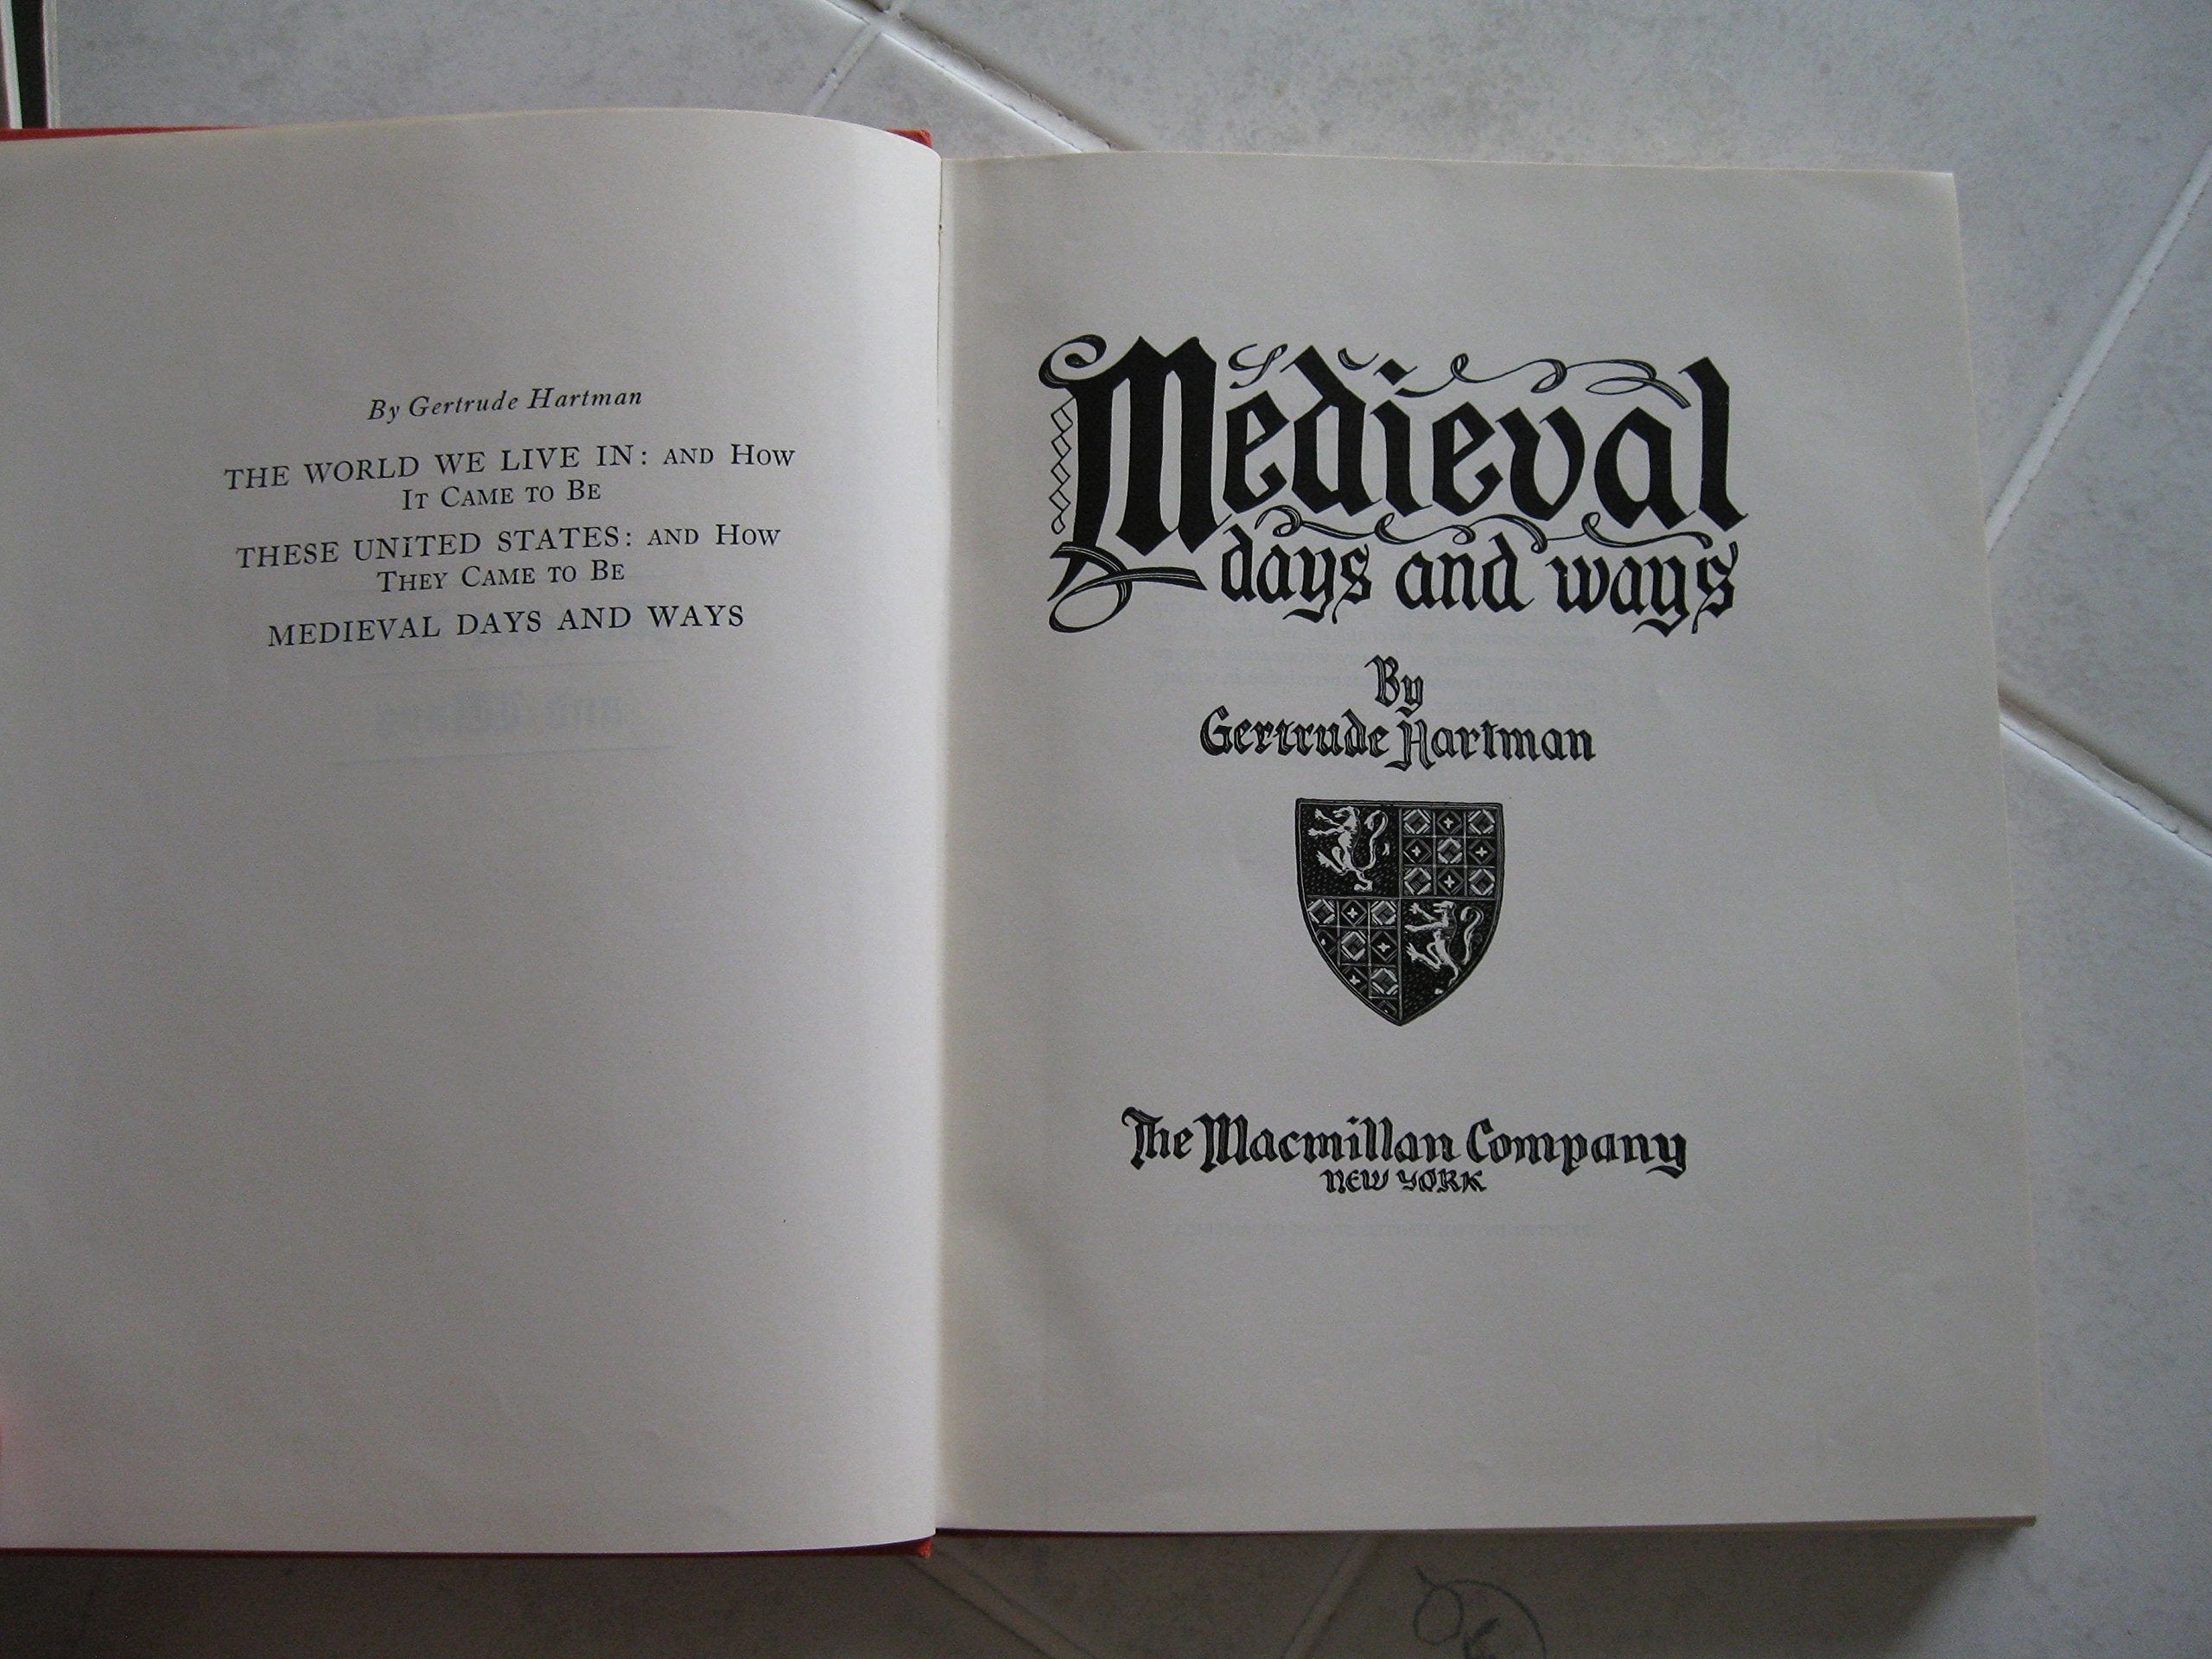 By Gertrude Hartman
THE WORLD WE LIVE IN: AND HOW
IT CAME TO BE
THESE UNITED STATES: AND HOW
THEY CAME TO BE
MEDIEVAL DAYS AND WAYS
Medieval
days and ways
By
Gertrude Hartman
The Macmillan Company
NEW YORK